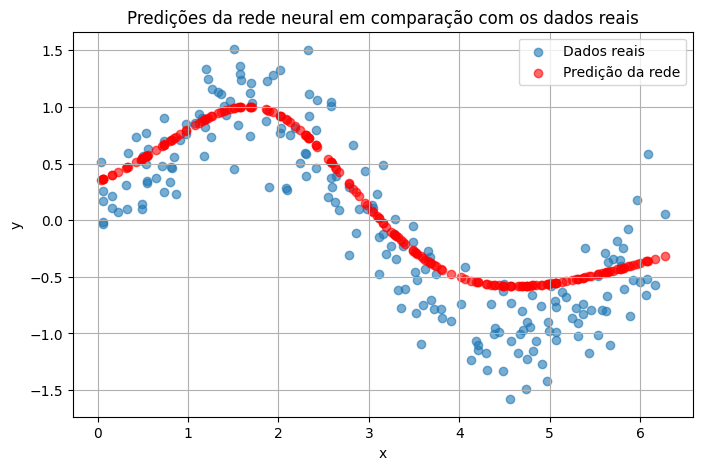 Predições da rede neural em comparação com os dados reais
Dados reais
Predição da rede
1.5
1.0
0.5
0.0
−0.5
−1.0
−1.5
y
0 1 2 3 4 5 6
x